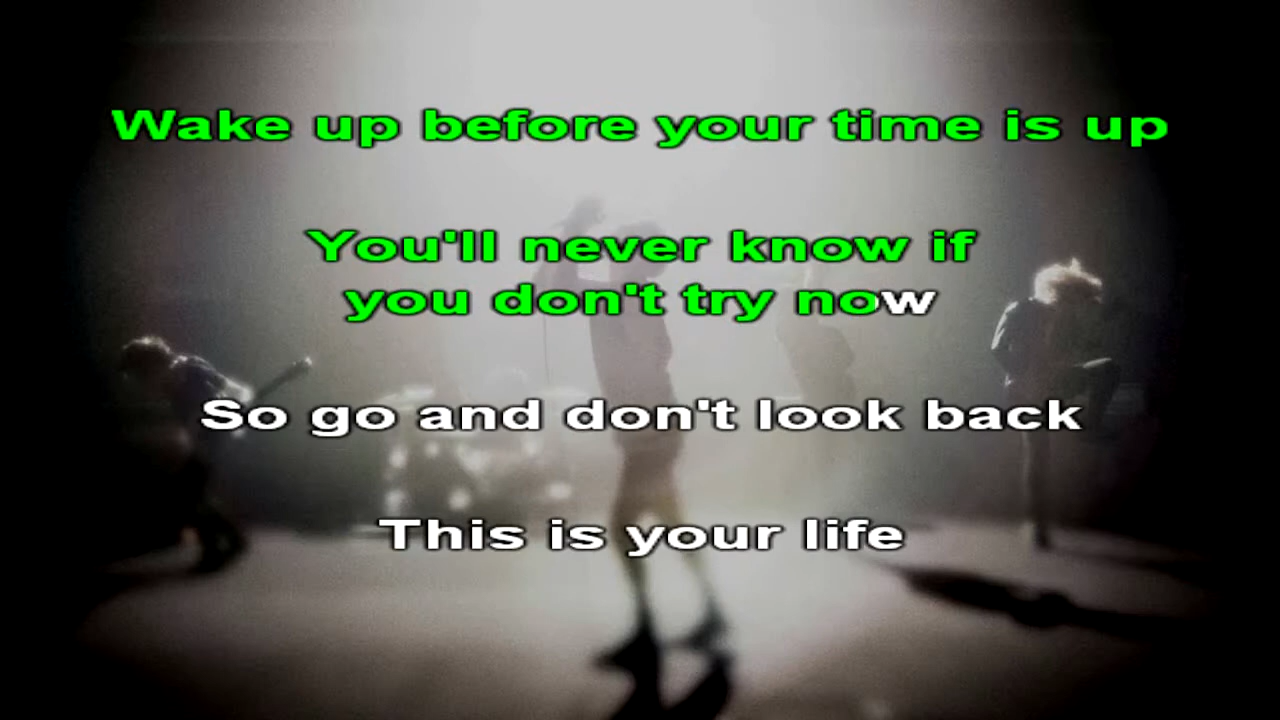 Wake up before your time is up
You'll never know if
you don't try now
So go and don't look back
This is your life